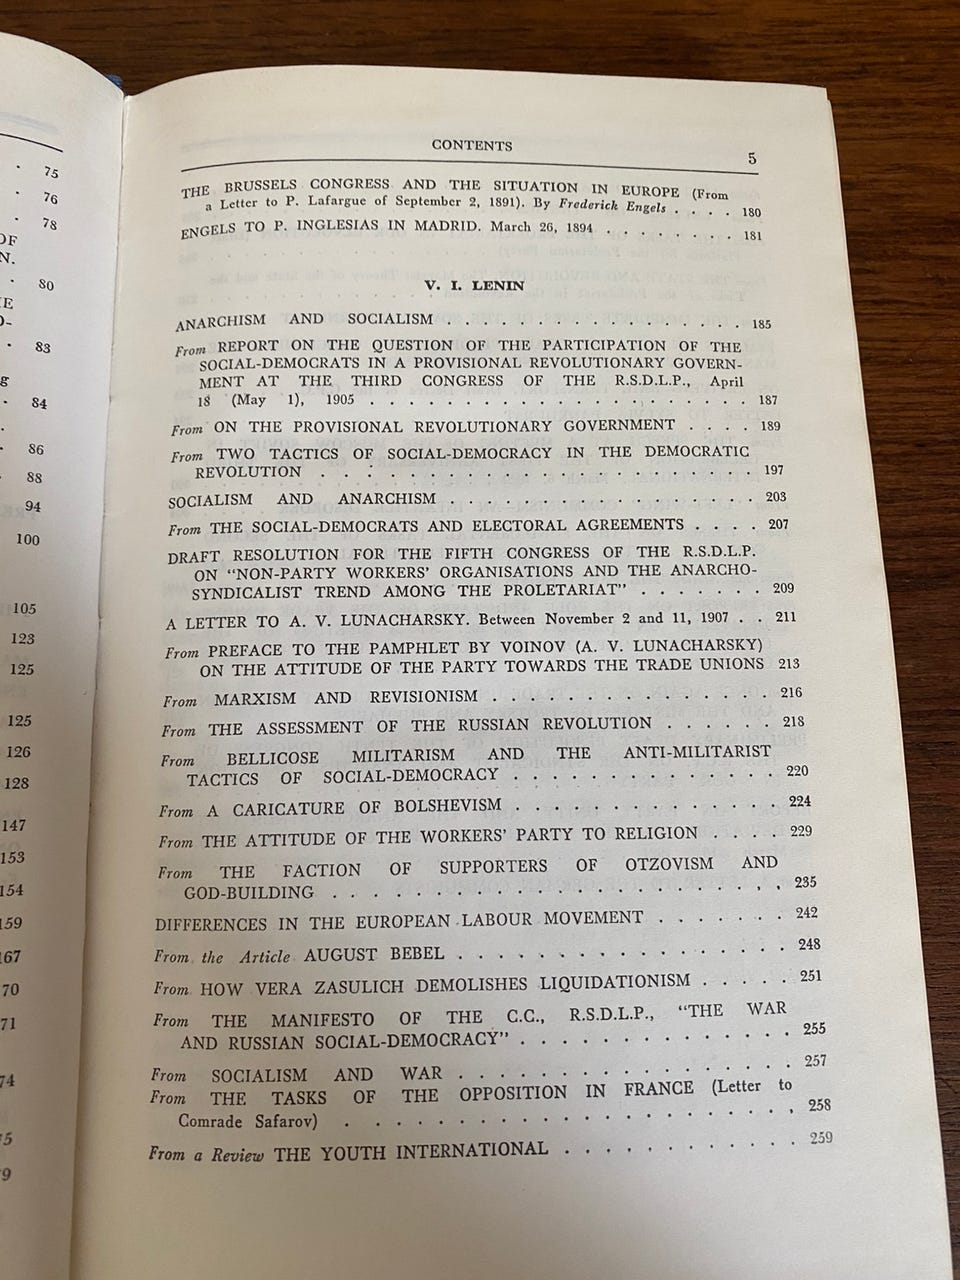 75
76
78
OF
N.
80
E
O-
83
g
84
86
88
94
100
105
123
125
125
126
128
147
153
154
159
167
70
71
74
75
9
CONTENTS
5
THE BRUSSELS CONGRESS AND THE SITUATION IN EUROPE (From
a Letter to P. Lafargue of September 2, 1891). By Frederick Engels . . . . 180
ENGELS TO P. INGLESIAS IN MADRID. March 26, 1894 . . . . . . . . 181
V. I. LENIN
ANARCHISM AND SOCIALISM . . . . . . . . . . . . . . . . 185
From REPORT ON THE QUESTION OF THE PARTICIPATION OF THE
SOCIAL-DEMOCRATS IN A PROVISIONAL REVOLUTIONARY GOVERN-
MENT AT THE THIRD CONGRESS OF THE R.S.D.L.P., April
18 (May 1), 1905 . . . . . . . . . . . . . . . . . . . 187
From ON THE PROVISIONAL REVOLUTIONARY GOVERNMENT . . . . 189
From TWO TACTICS OF SOCIAL-DEMOCRACY IN THE DEMOCRATIC
REVOLUTION . . . . . . . . . . . . . . . . . . . . 197
SOCIALISM AND ANARCHISM . . . . . . . . . . . . . . . . 203
From THE SOCIAL-DEMOCRATS AND ELECTORAL AGREEMENTS . . . . 207
DRAFT RESOLUTION FOR THE FIFTH CONGRESS OF THE R.S.D.L.P.
ON “NON-PARTY WORKERS’ ORGANISATIONS AND THE ANARCHO-
SYNDICALIST TREND AMONG THE PROLETARIAT” . . . . . . . 209
A LETTER TO A. V. LUNACHARSKY. Between November 2 and 11, 1907 . . 211
From PREFACE TO THE PAMPHLET BY VOINOV (A. V. LUNACHARSKY)
ON THE ATTITUDE OF THE PARTY TOWARDS THE TRADE UNIONS 213
From MARXISM AND REVISIONISM . . . . . . . . . . . . . . 216
From THE ASSESSMENT OF THE RUSSIAN REVOLUTION . . . . . . 218
From BELLICOSE MILITARISM AND THE ANTI-MILITARIST
TACTICS OF SOCIAL-DEMOCRACY . . . . . . . . . . . . . . 220
From A CARICATURE OF BOLSHEVISM . . . . . . . . . . . . . 224
From THE ATTITUDE OF THE WORKERS’ PARTY TO RELIGION . . . . 229
From THE FACTION OF SUPPORTERS OF OTZOVISM AND
GOD-BUILDING . . . . . . . . . . . . . . . . . . . . . 235
DIFFERENCES IN THE EUROPEAN LABOUR MOVEMENT . . . . . . . 242
From the Article AUGUST BEBEL . . . . . . . . . . . . . . . 248
From HOW VERA ZASULICH DEMOLISHES LIQUIDATIONISM . . . . . 251
From THE MANIFESTO OF THE C.C., R.S.D.L.P., “THE WAR
AND RUSSIAN SOCIAL-DEMOCRACY” . . . . . . . . . . . . . 255
From SOCIALISM AND WAR . . . . . . . . . . . . . . . . 257
From THE TASKS OF THE OPPOSITION IN FRANCE (Letter to
Comrade Safarov) . . . . . . . . . . . . . . . . . . . . . 258
From a Review THE YOUTH INTERNATIONAL . . . . . . . . . . . 259